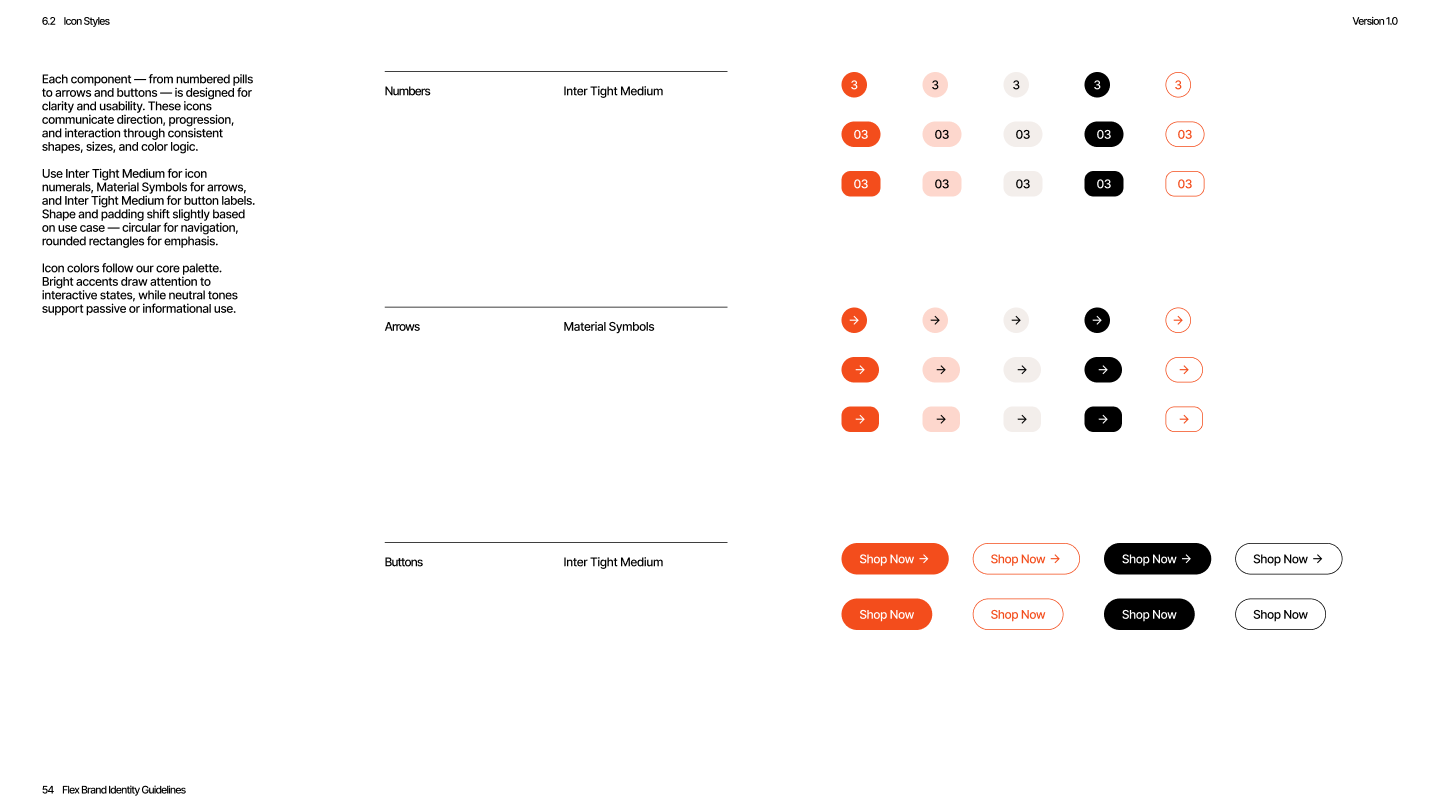 6.2 Icon Styles
Version 1.0
Each component — from numbered pills
to arrows and buttons — is designed for
clarity and usability. These icons
communicate direction, progression,
and interaction through consistent
shapes, sizes, and color logic.
Use Inter Tight Medium for icon
numerals, Material Symbols for arrows,
and Inter Tight Medium for button labels.
Shape and padding shift slightly based
on use case — circular for navigation,
rounded rectangles for emphasis.
Icon colors follow our core palette.
Bright accents draw attention to
interactive states, while neutral tones
support passive or informational use.
Numbers Inter Tight Medium
3 3 3 3 3
03 03 03 03 03
03 03 03 03 03
Arrows Material Symbols
→ → → → →
→ → → → →
→ → → → →
Buttons Inter Tight Medium
Shop Now → Shop Now → Shop Now → Shop Now →
Shop Now Shop Now Shop Now Shop Now
54 Flex Brand Identity Guidelines